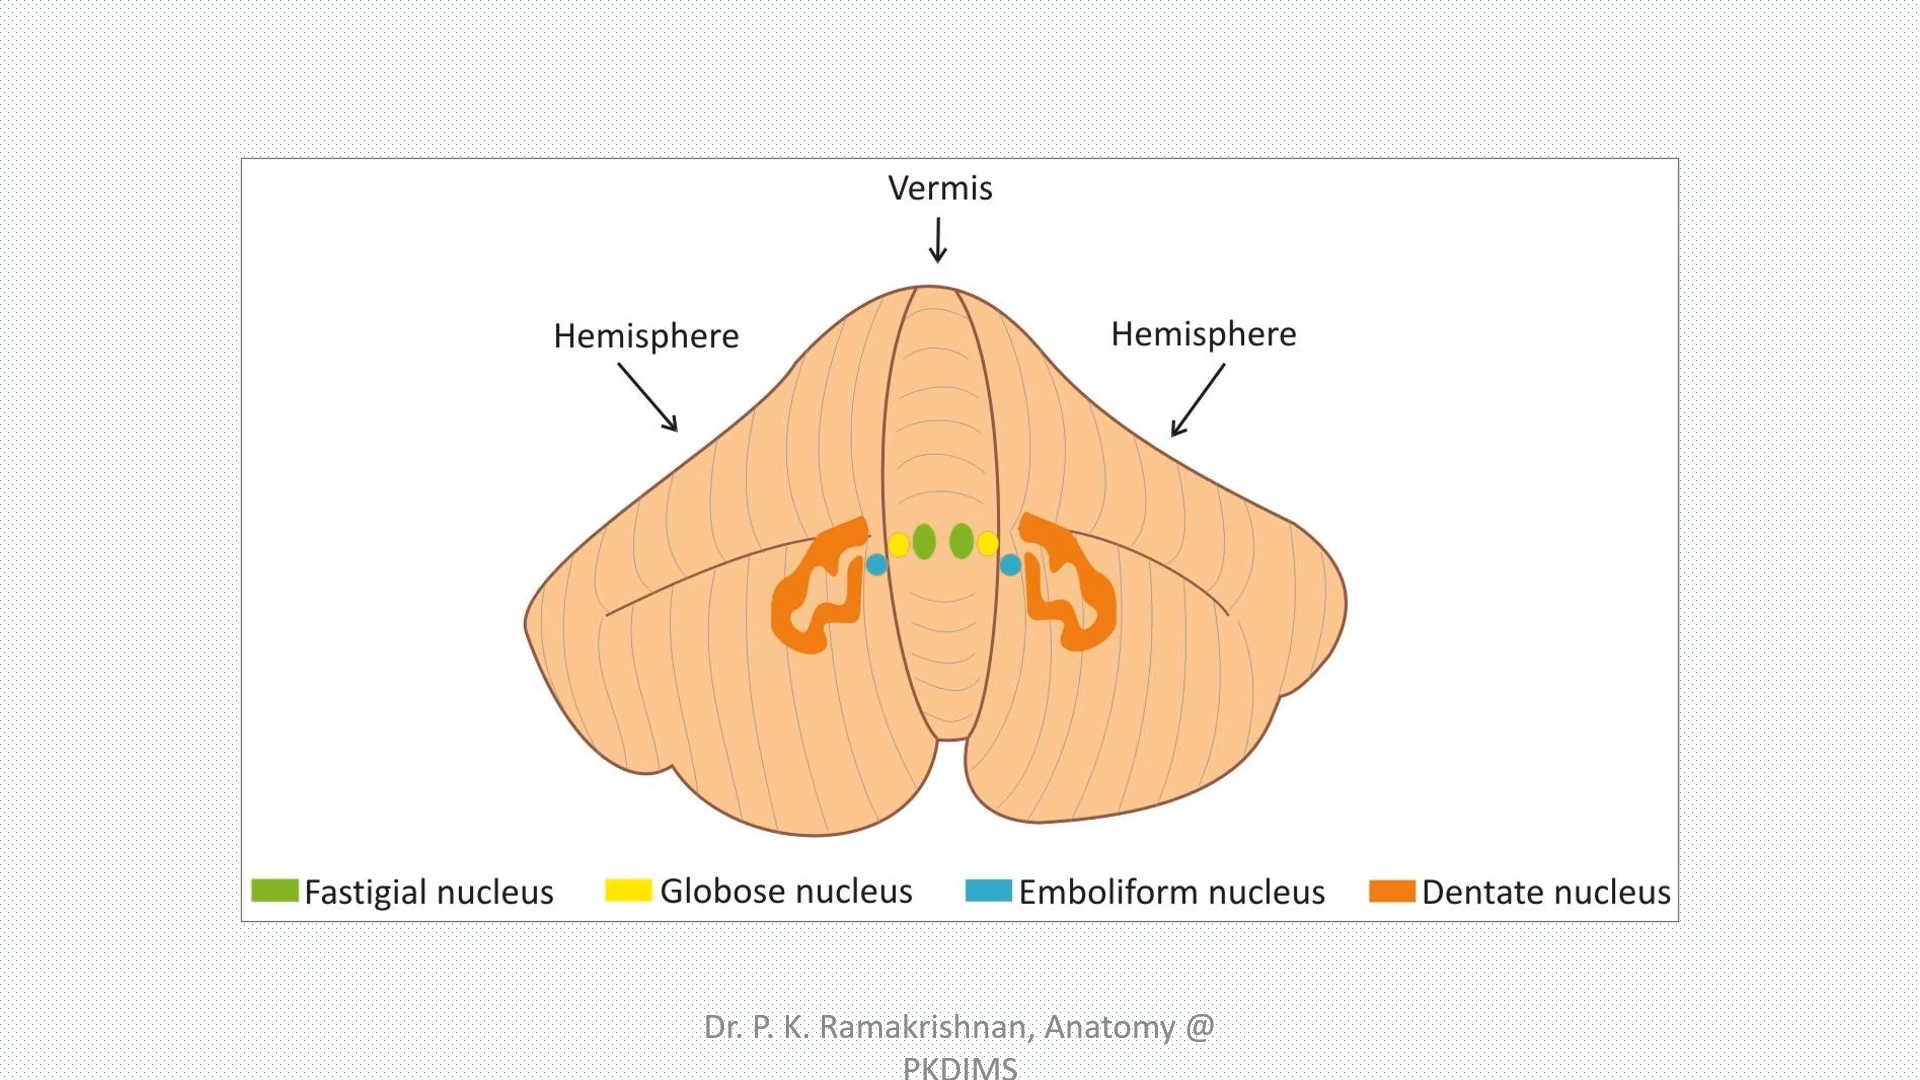 Vermis
Hemisphere
Hemisphere
Fastigial nucleus
Globose nucleus
Emboliform nucleus
Dentate nucleus
Dr. P. K. Ramakrishnan, Anatomy @
PKDIMS